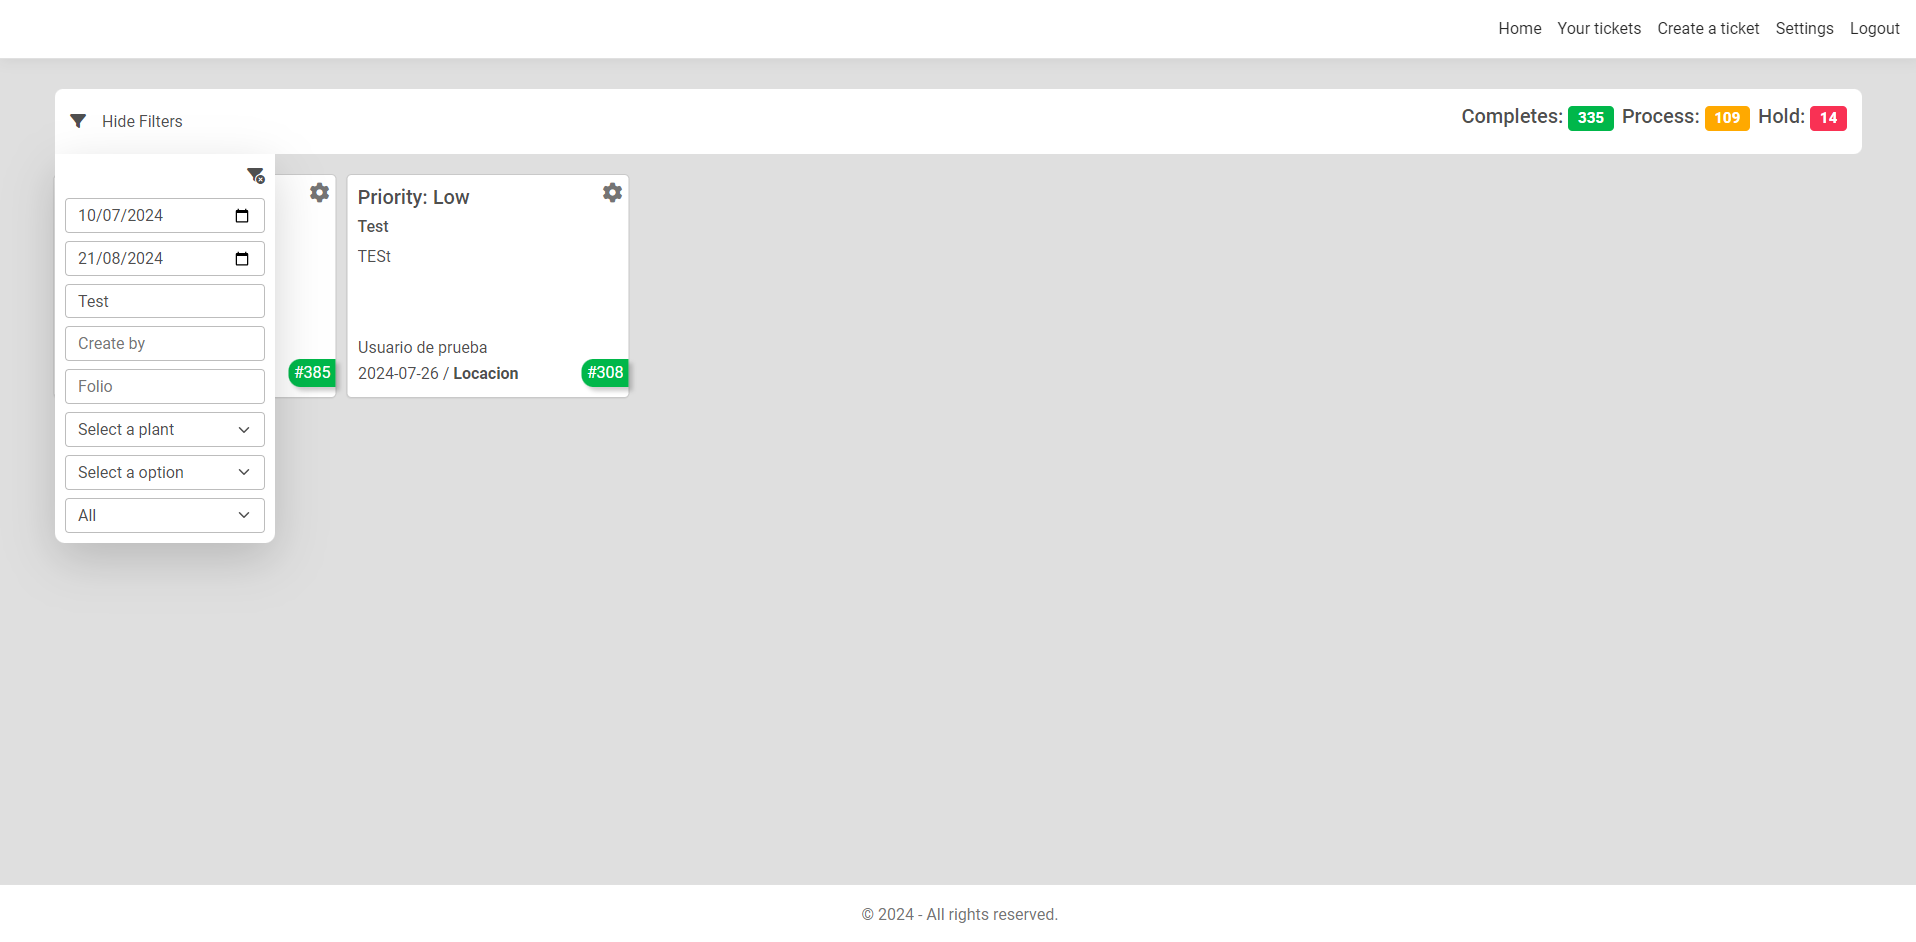 Home Your tickets Create a ticket Settings Logout
Hide Filters
Completes: 335 Process: 109 Hold: 14
10/07/2024
21/08/2024
Test
Create by
Folio
Select a plant
Select a option
All
#385
Priority: Low
Test
TESt
Usuario de prueba
2024-07-26 / Locacion
#308
© 2024 - All rights reserved.